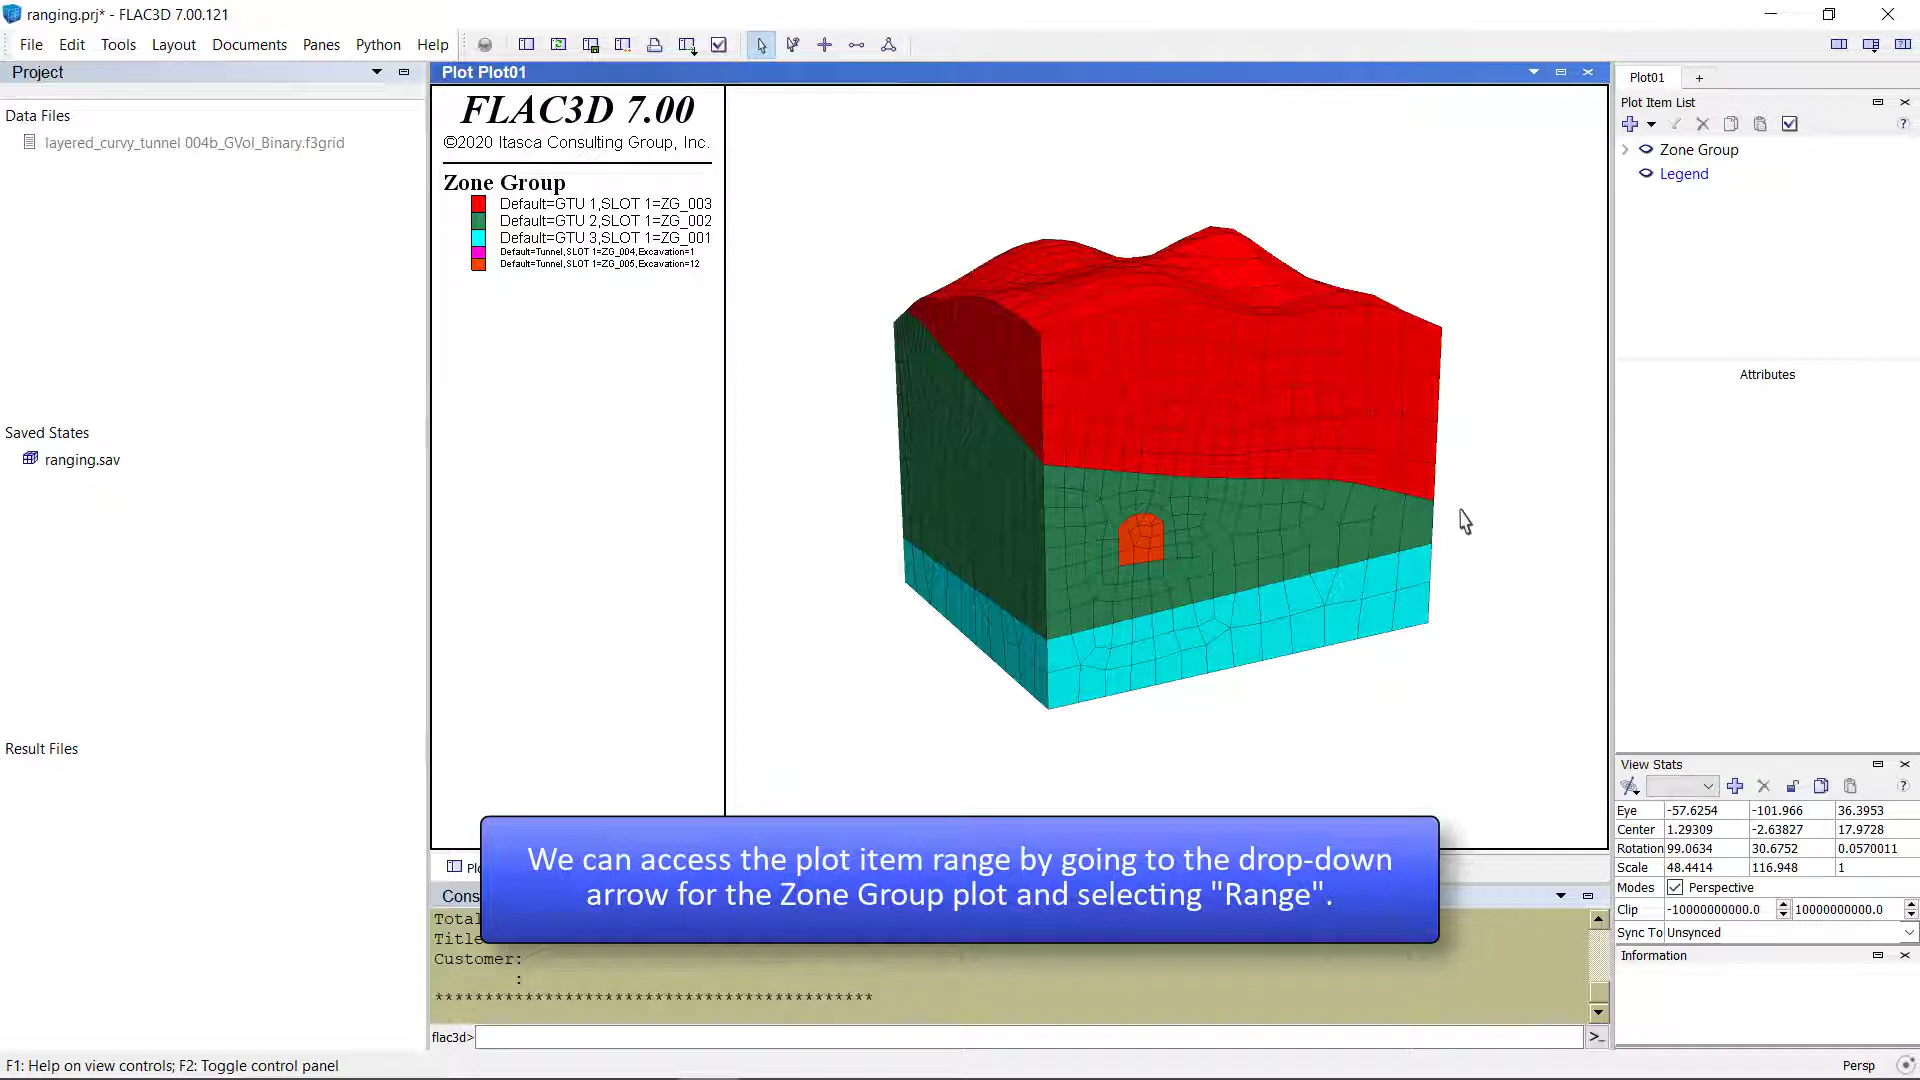 ranging.prj* - FLAC3D 7.00.121
File Edit Tools Layout Documents Panes Python Help
Project
Data Files
layered_curvy_tunnel 004b_GVol_Binary.f3grid
Saved States
ranging.sav
Result Files
Plot Plot01
FLAC3D 7.00
©2020 Itasca Consulting Group, Inc.
Zone Group
Default=GTU 1,SLOT 1=ZG_003
Default=GTU 2,SLOT 1=ZG_002
Default=GTU 3,SLOT 1=ZG_001
Default=Tunnel,SLOT 1=ZG_004,Excavation=1
Default=Tunnel,SLOT 1=ZG_005,Excavation=12
We can access the plot item range by going to the drop-down
arrow for the Zone Group plot and selecting "Range".
Customer:
:
********************************************
flac3d>
Plot01 +
Plot Item List
Zone Group
Legend
Attributes
View Stats
Eye -57.6254 -101.966 36.3953
Center 1.29309 -2.63827 17.9728
Rotation 99.0634 30.6752 0.0570011
Scale 48.4414 116.948 1
Modes Perspective
Clip -10000000000.0 10000000000.0
Sync To Unsynced
Information
F1: Help on view controls; F2: Toggle control panel
Persp